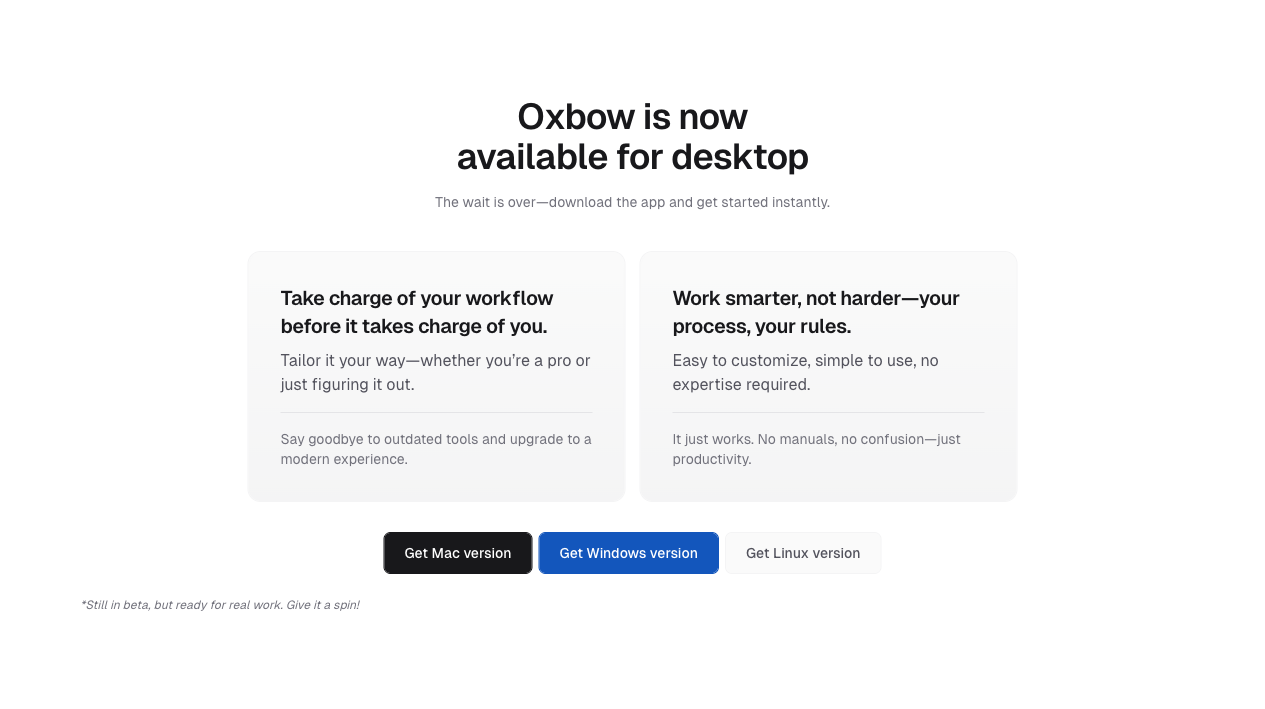 Oxbow is now
available for desktop
The wait is over—download the app and get started instantly.
Take charge of your workflow
before it takes charge of you.
Tailor it your way—whether you’re a pro or
just figuring it out.
Say goodbye to outdated tools and upgrade to a
modern experience.
Work smarter, not harder—your
process, your rules.
Easy to customize, simple to use, no
expertise required.
It just works. No manuals, no confusion—just
productivity.
Get Mac version
Get Windows version
Get Linux version
*Still in beta, but ready for real work. Give it a spin!